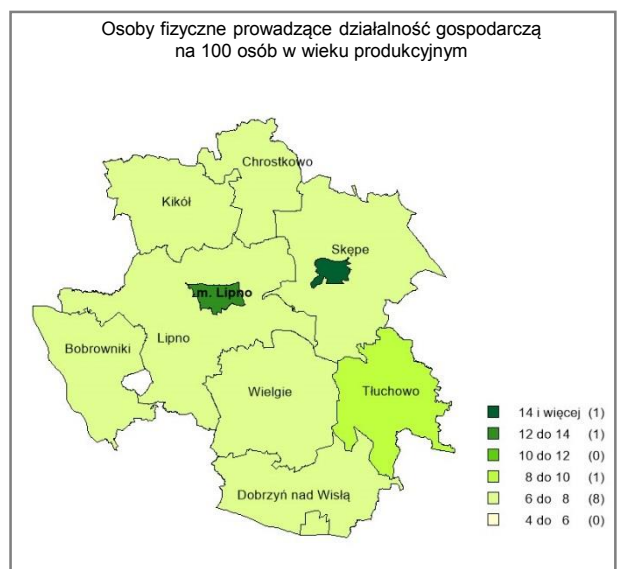 Osoby fizyczne prowadzące działalność gospodarczą
na 100 osób w wieku produkcyjnym
Chrostkowo
Kikół
Skępe
m. Lipno
Lipno
Bobrowniki
Wielgie
Tłuchowo
Dobrzyń nad Wisłą
14 i więcej (1)
12 do 14 (1)
10 do 12 (0)
8 do 10 (1)
6 do 8 (8)
4 do 6 (0)